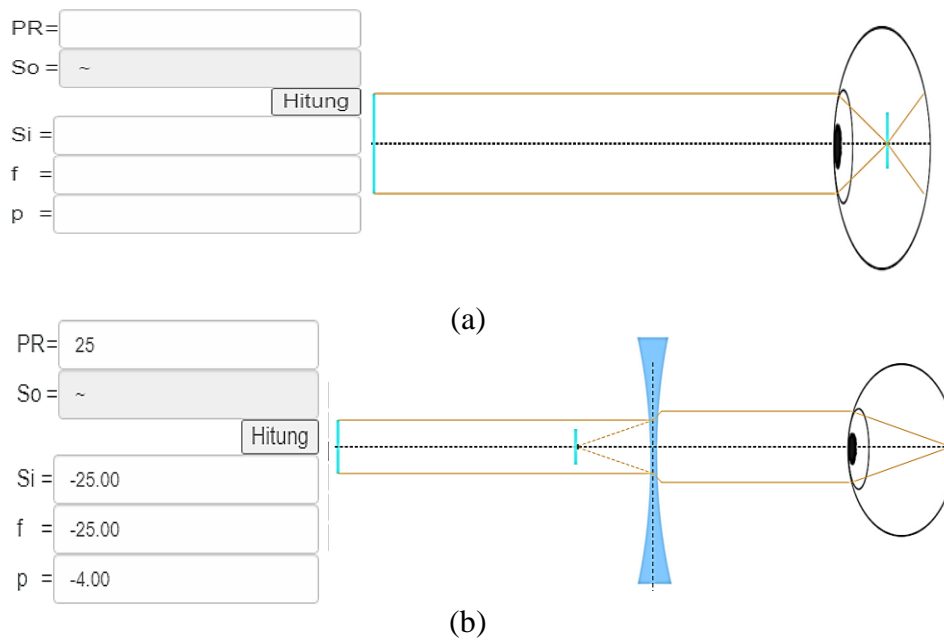 PR=
So = ~
Hitung
Si =
f =
p =
(a)
PR= 25
So = ~
Hitung
Si = -25.00
f = -25.00
p = -4.00
(b)